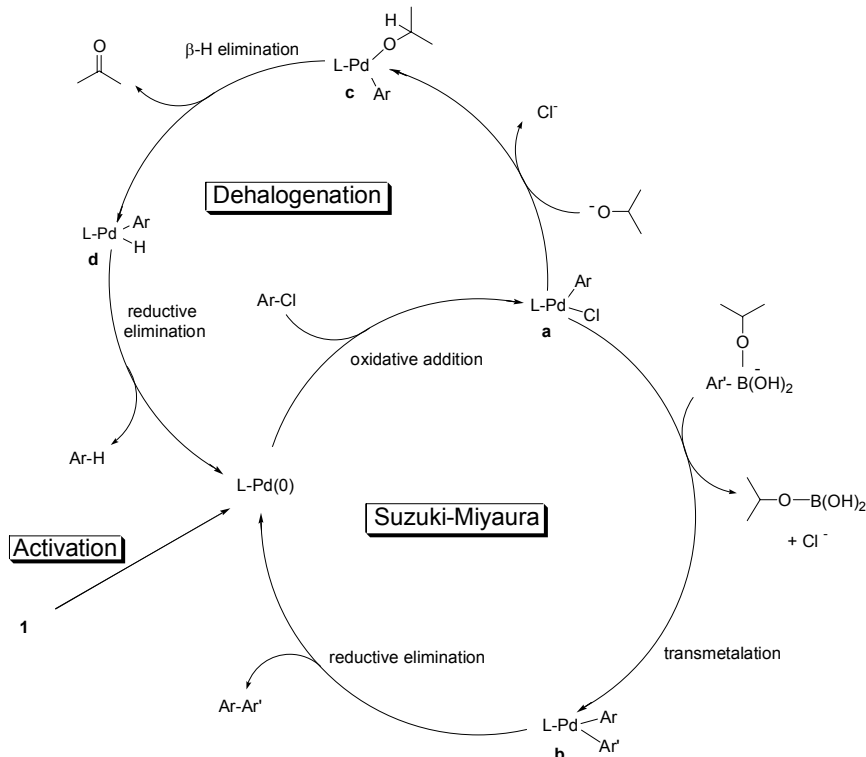 O
β-H elimination
H
O
L-Pd
Ar
c
Cl-
Dehalogenation
-O
L-Pd
Ar
H
d
reductive
elimination
Ar-Cl
Ar
L-Pd
Cl
a
oxidative addition
O
-
Ar'- B(OH)2
Ar-H
L-Pd(0)
Suzuki-Miyaura
O-B(OH)2
+ Cl -
Activation
1
reductive elimination
transmetalation
Ar-Ar'
L-Pd
Ar
Ar'
b